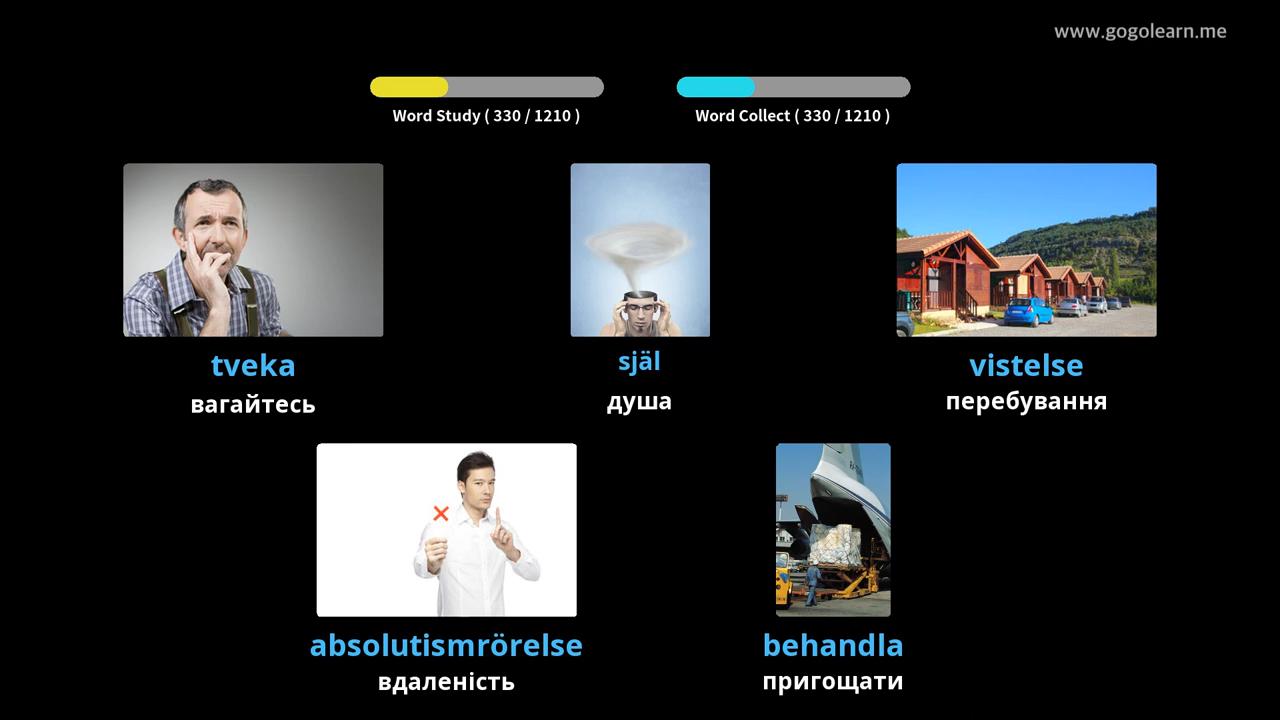 www.gogolearn.me
Word Study ( 330 / 1210 )
Word Collect ( 330 / 1210 )
tveka
вагайтесь
själ
душа
vistelse
перебування
absolutismrörelse
вдаленість
behandla
пригощати